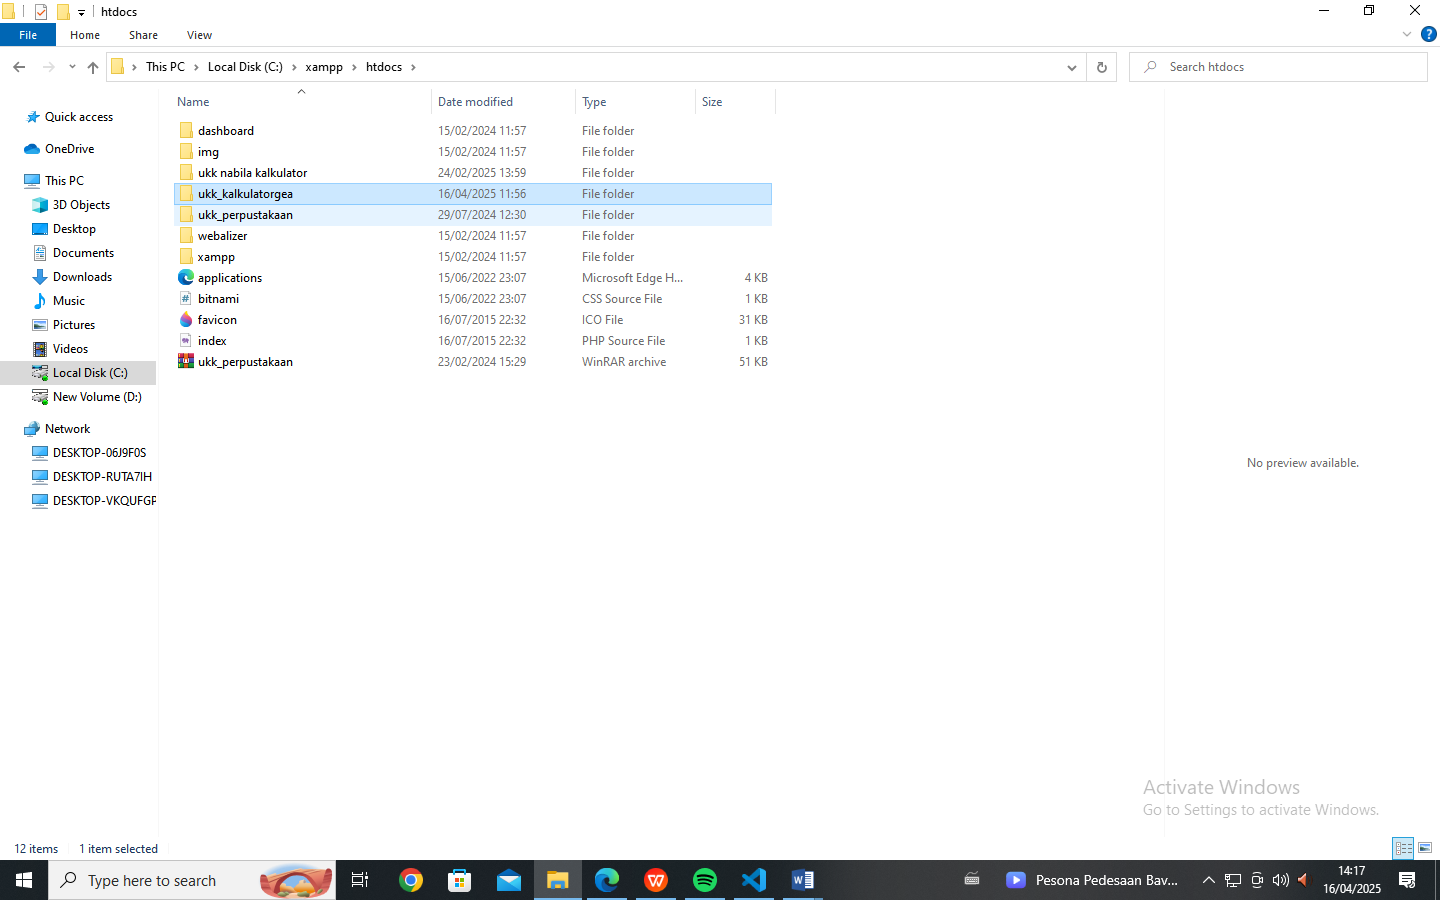 htdocs
File Home Share View
This PC Local Disk (C:) xampp htdocs
Search htdocs
Name Date modified Type Size
dashboard 15/02/2024 11:57 File folder
img 15/02/2024 11:57 File folder
ukk nabila kalkulator 24/02/2025 13:59 File folder
ukk_kalkulatorgea 16/04/2025 11:56 File folder
ukk_perpustakaan 29/07/2024 12:30 File folder
webalizer 15/02/2024 11:57 File folder
xampp 15/02/2024 11:57 File folder
applications 15/06/2022 23:07 Microsoft Edge H... 4 KB
bitnami 15/06/2022 23:07 CSS Source File 1 KB
favicon 16/07/2015 22:32 ICO File 31 KB
index 16/07/2015 22:32 PHP Source File 1 KB
ukk_perpustakaan 23/02/2024 15:29 WinRAR archive 51 KB
Quick access
OneDrive
This PC
3D Objects
Desktop
Documents
Downloads
Music
Pictures
Videos
Local Disk (C:)
New Volume (D:)
Network
DESKTOP-06J9F0S
DESKTOP-RUTA7IH
DESKTOP-VKQUFGP
No preview available.
Activate Windows
Go to Settings to activate Windows.
12 items 1 item selected
Type here to search
Pesona Pedesaan Bav...
14:17
16/04/2025